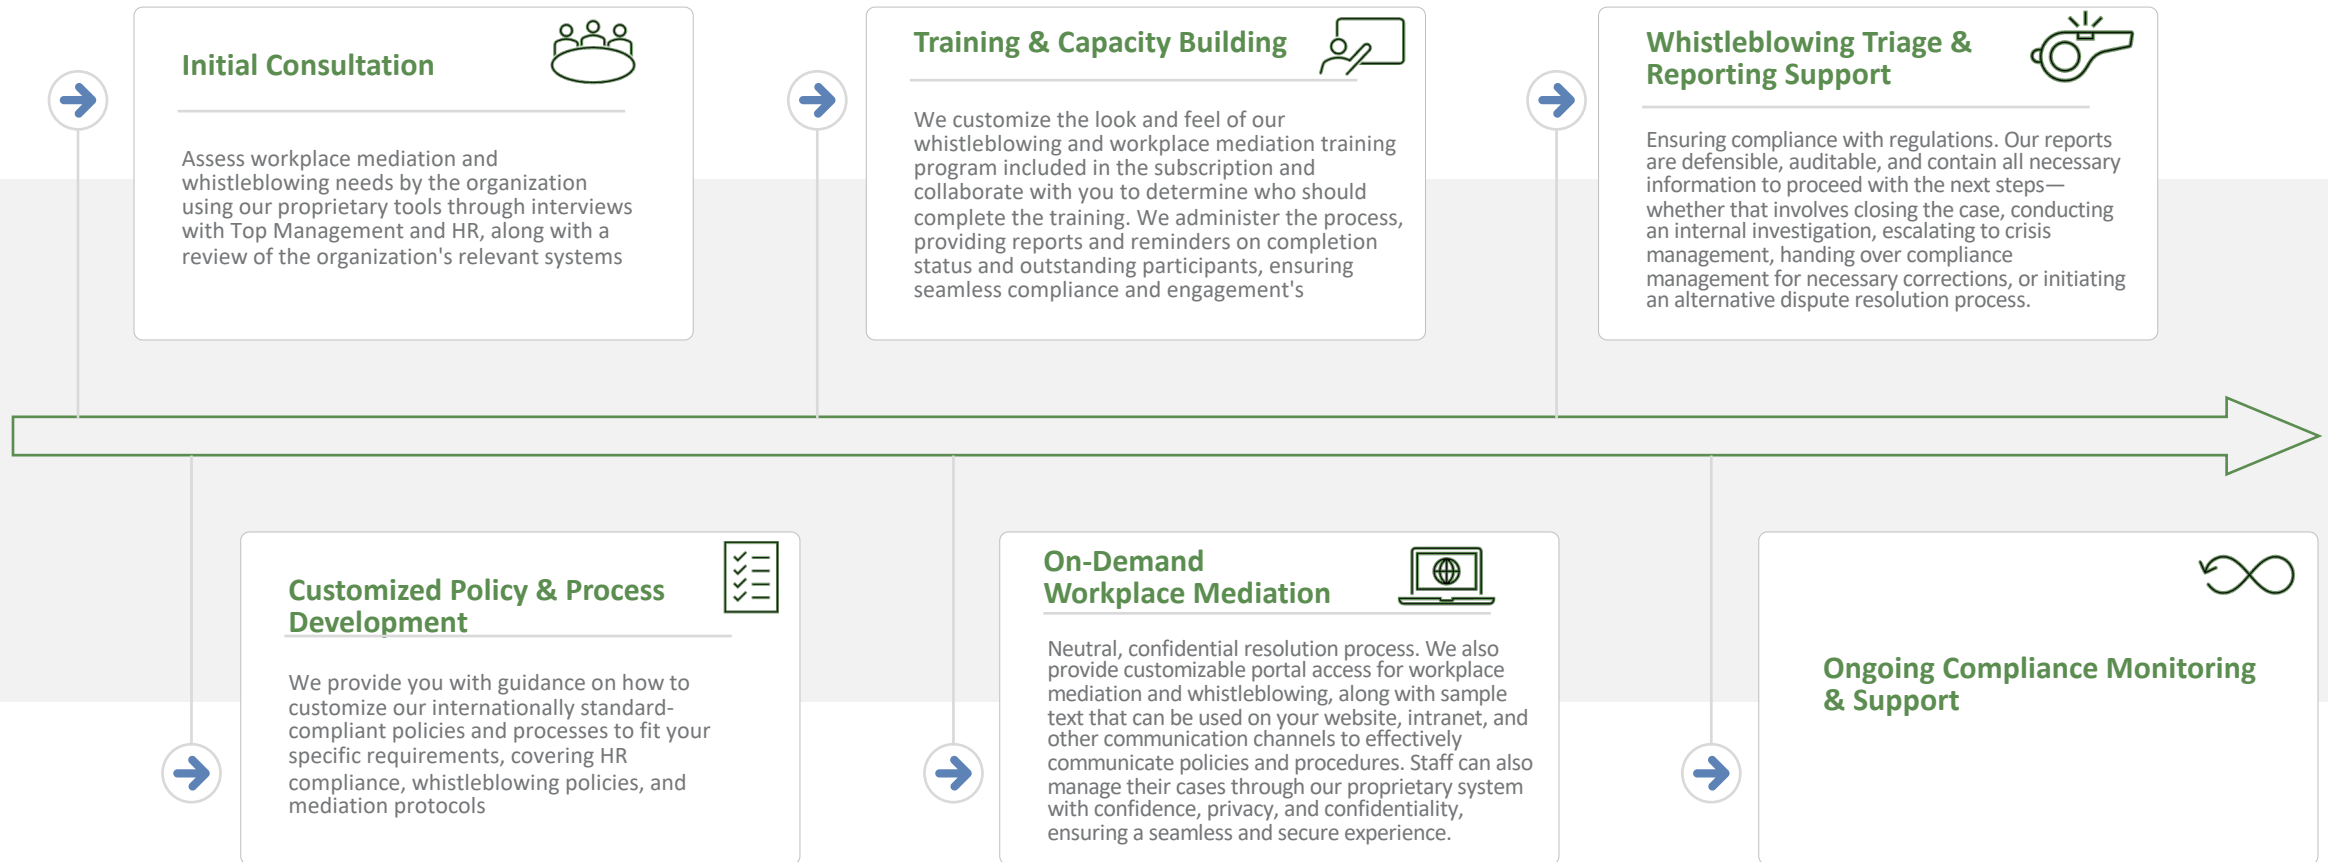 Initial Consultation
Assess workplace mediation and
whistleblowing needs by the organization
using our proprietary tools through interviews
with Top Management and HR, along with a
review of the organization's relevant systems
Customized Policy & Process
Development
We provide you with guidance on how to
customize our internationally standard-
compliant policies and processes to fit your
specific requirements, covering HR
compliance, whistleblowing policies, and
mediation protocols
Training & Capacity Building
We customize the look and feel of our
whistleblowing and workplace mediation training
program included in the subscription and
collaborate with you to determine who should
complete the training. We administer the process,
providing reports and reminders on completion
status and outstanding participants, ensuring
seamless compliance and engagement's
On-Demand
Workplace Mediation
Neutral, confidential resolution process. We also
provide customizable portal access for workplace
mediation and whistleblowing, along with sample
text that can be used on your website, intranet, and
other communication channels to effectively
communicate policies and procedures. Staff can also
manage their cases through our proprietary system
with confidence, privacy, and confidentiality,
ensuring a seamless and secure experience.
Whistleblowing Triage &
Reporting Support
Ensuring compliance with regulations. Our reports
are defensible, auditable, and contain all necessary
information to proceed with the next steps—
whether that involves closing the case, conducting
an internal investigation, escalating to crisis
management, handing over compliance
management for necessary corrections, or initiating
an alternative dispute resolution process.
Ongoing Compliance Monitoring
& Support